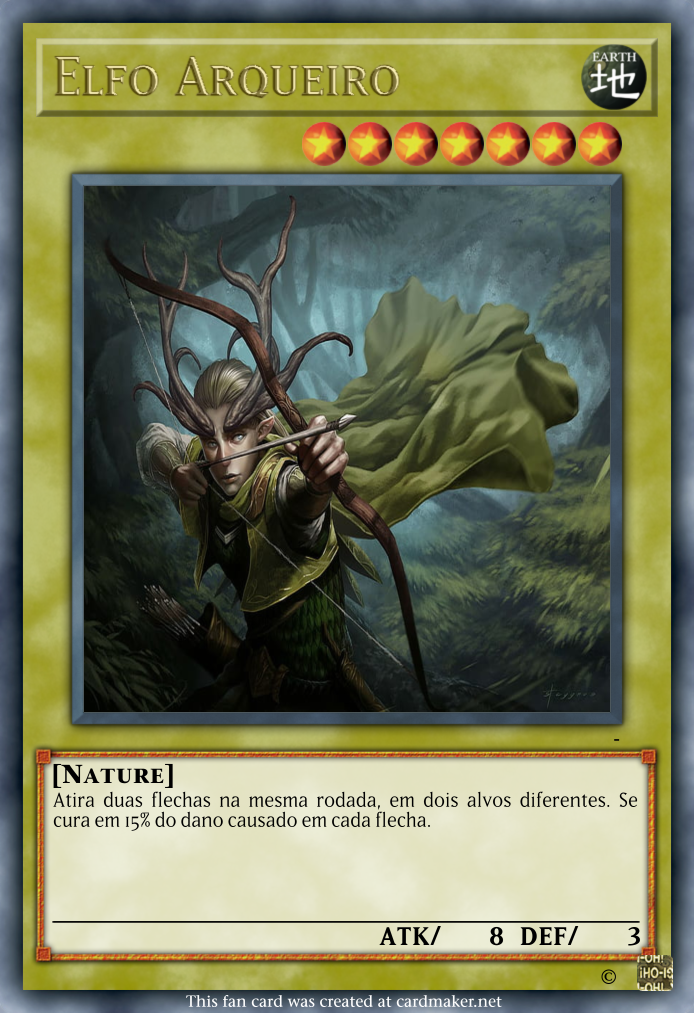 Elfo Arqueiro
EARTH
地
-
[Nature]
Atira duas flechas na mesma rodada, em dois alvos diferentes. Se
cura em 15% do dano causado em cada flecha.
ATK/ 8 DEF/ 3
©
This fan card was created at cardmaker.net